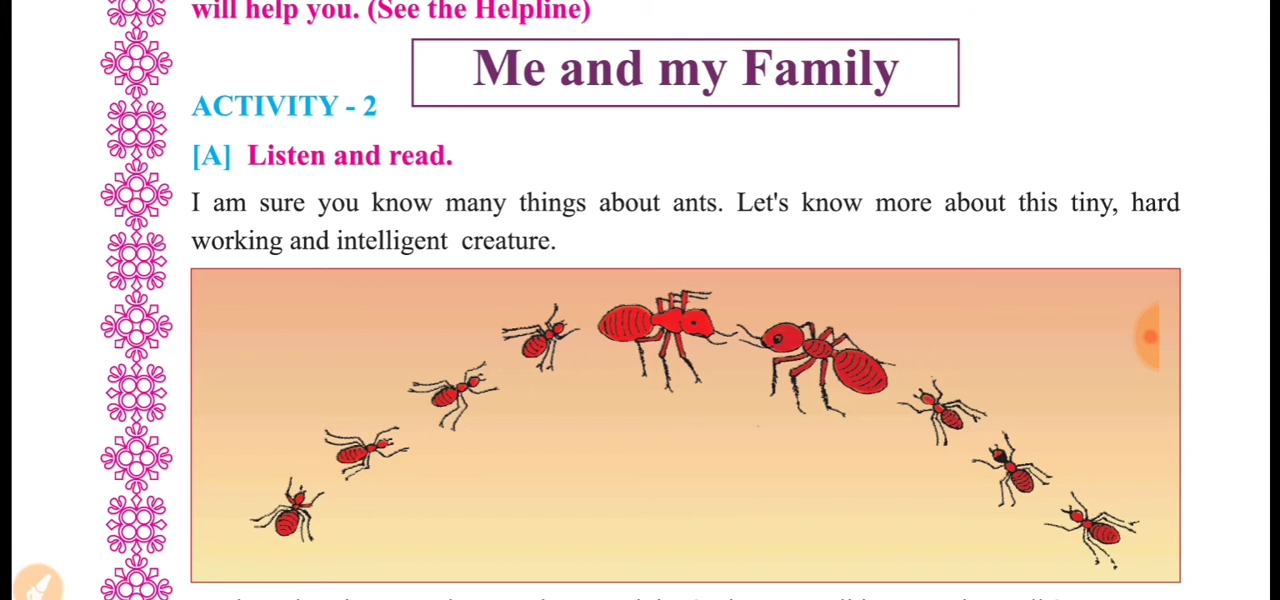 will help you. (See the Helpline)
Me and my Family
ACTIVITY - 2
[A] Listen and read.
I am sure you know many things about ants. Let's know more about this tiny, hard
working and intelligent creature.